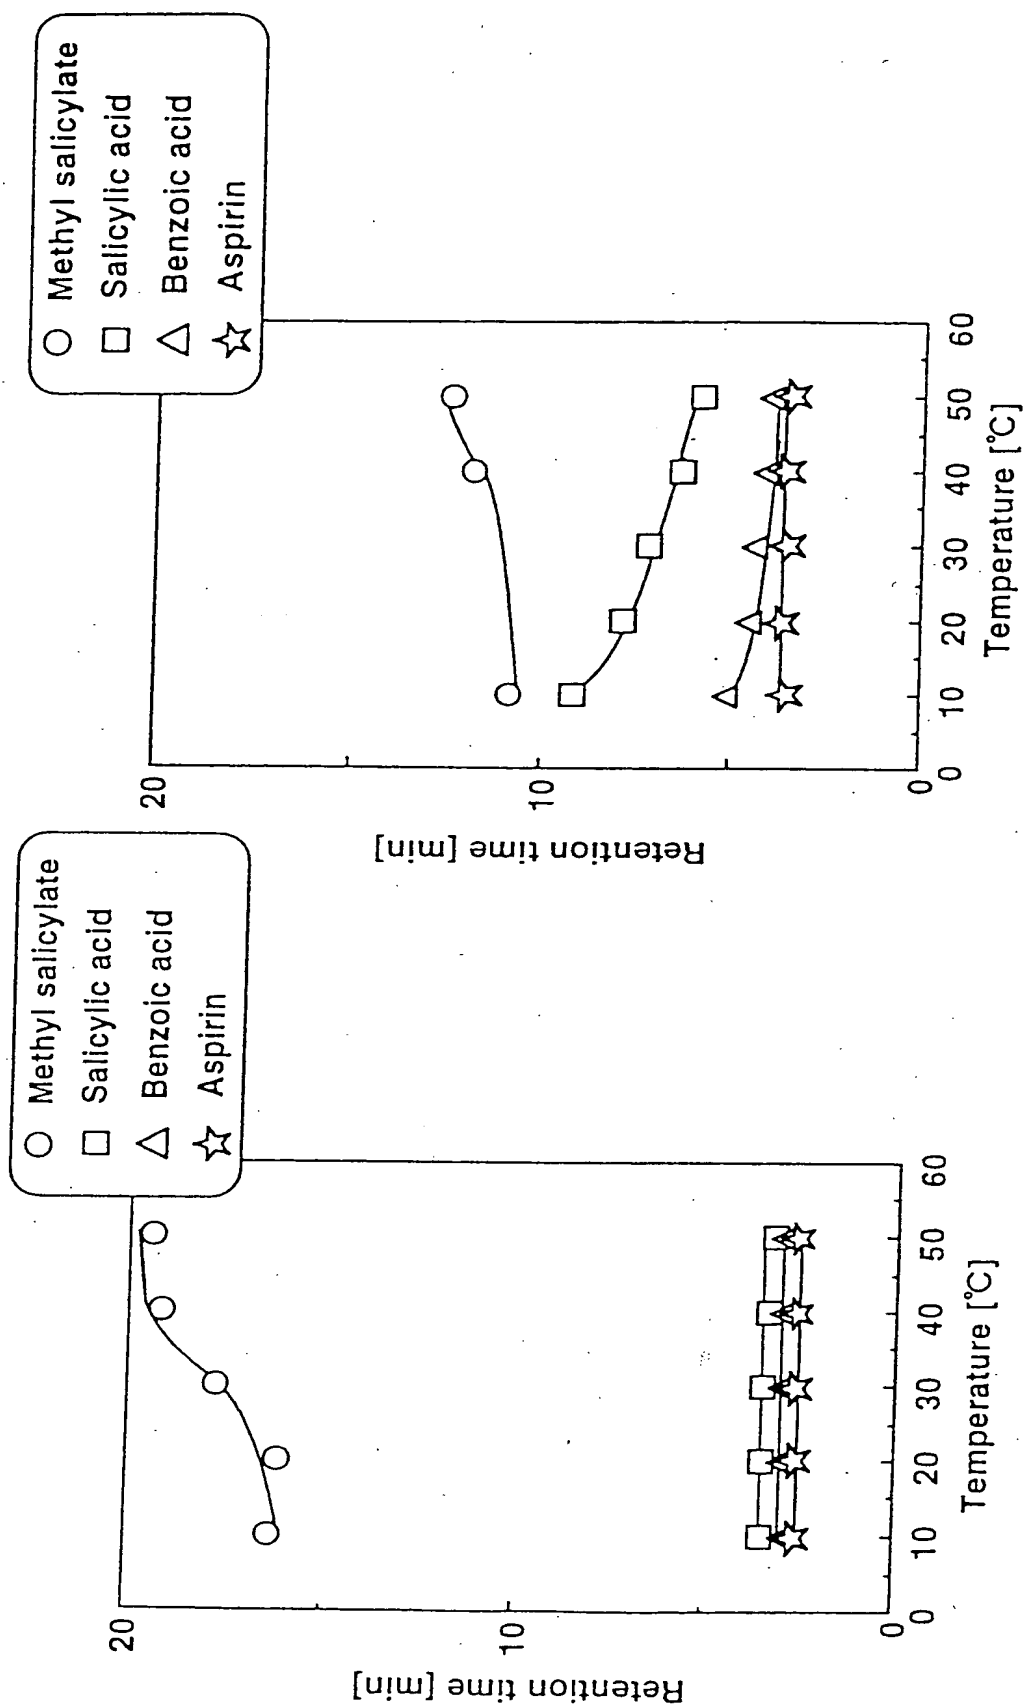 Methyl salicylate
Salicylic acid
Benzoic acid
Aspirin
Retention time [min]
20
10
0
0
10
20
30
40
50
60
Temperature [°C]
Methyl salicylate
Salicylic acid
Benzoic acid
Aspirin
Retention time [min]
20
10
0
0
10
20
30
40
50
60
Temperature [°C]